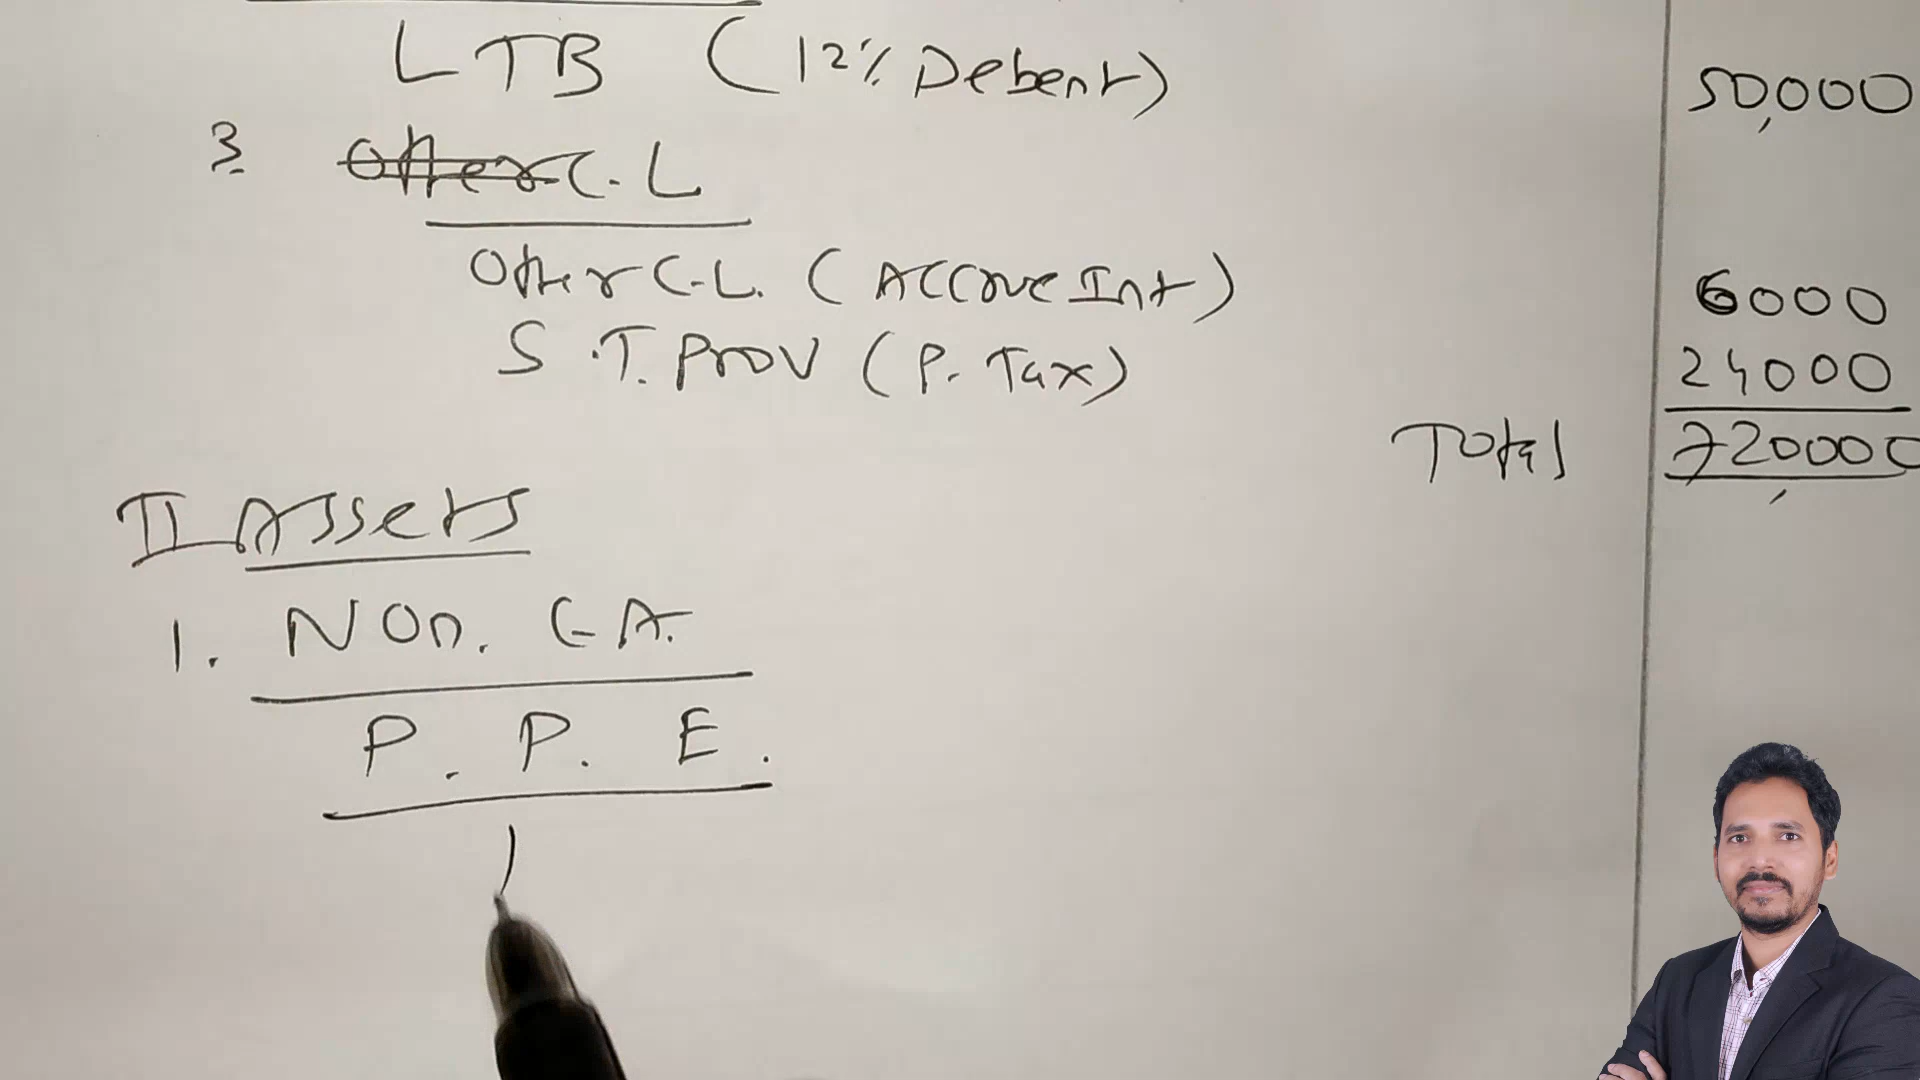 LTB (12% Debent) 50,000
3. Other C.L
Other C.L. (Accrue Int) 6000
S.T. Prov (P. Tax) 24000
Total 720000
II Assets
1. Non. C.A.
P. P. E.